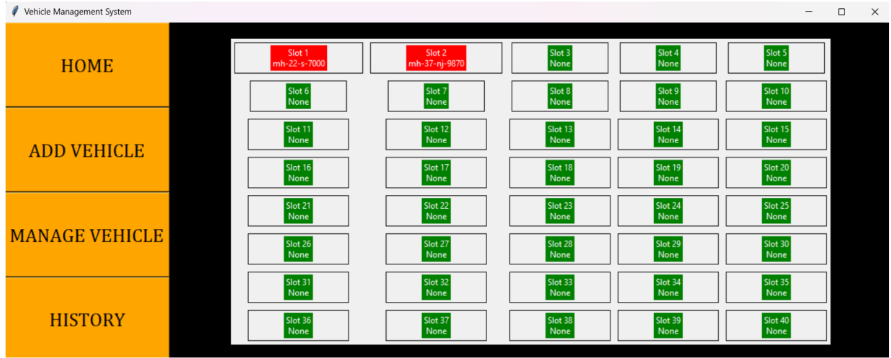 Vehicle Management System
HOME
ADD VEHICLE
MANAGE VEHICLE
HISTORY
Slot 1
mh-22-s-7000
Slot 2
mh-37-nj-9870
Slot 3
None
Slot 4
None
Slot 5
None
Slot 6
None
Slot 7
None
Slot 8
None
Slot 9
None
Slot 10
None
Slot 11
None
Slot 12
None
Slot 13
None
Slot 14
None
Slot 15
None
Slot 16
None
Slot 17
None
Slot 18
None
Slot 19
None
Slot 20
None
Slot 21
None
Slot 22
None
Slot 23
None
Slot 24
None
Slot 25
None
Slot 26
None
Slot 27
None
Slot 28
None
Slot 29
None
Slot 30
None
Slot 31
None
Slot 32
None
Slot 33
None
Slot 34
None
Slot 35
None
Slot 36
None
Slot 37
None
Slot 38
None
Slot 39
None
Slot 40
None